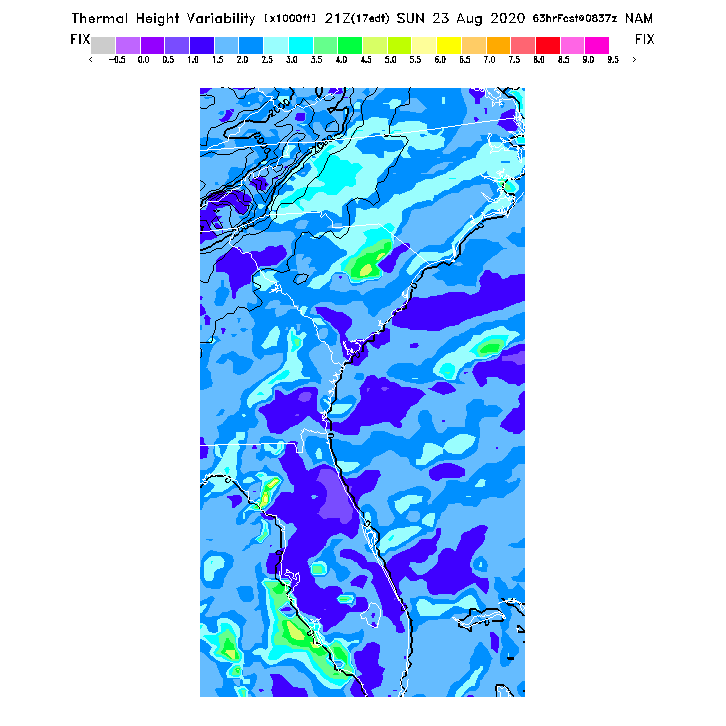 Thermal Height Variability [x1000ft] 21Z(17edt) SUN 23 Aug 2020 63hrFcst@0837z NAM
FIX FIX
< -0.5 0.0 0.5 1.0 1.5 2.0 2.5 3.0 3.5 4.0 4.5 5.0 5.5 6.0 6.5 7.0 7.5 8.0 8.5 9.0 9.5 >